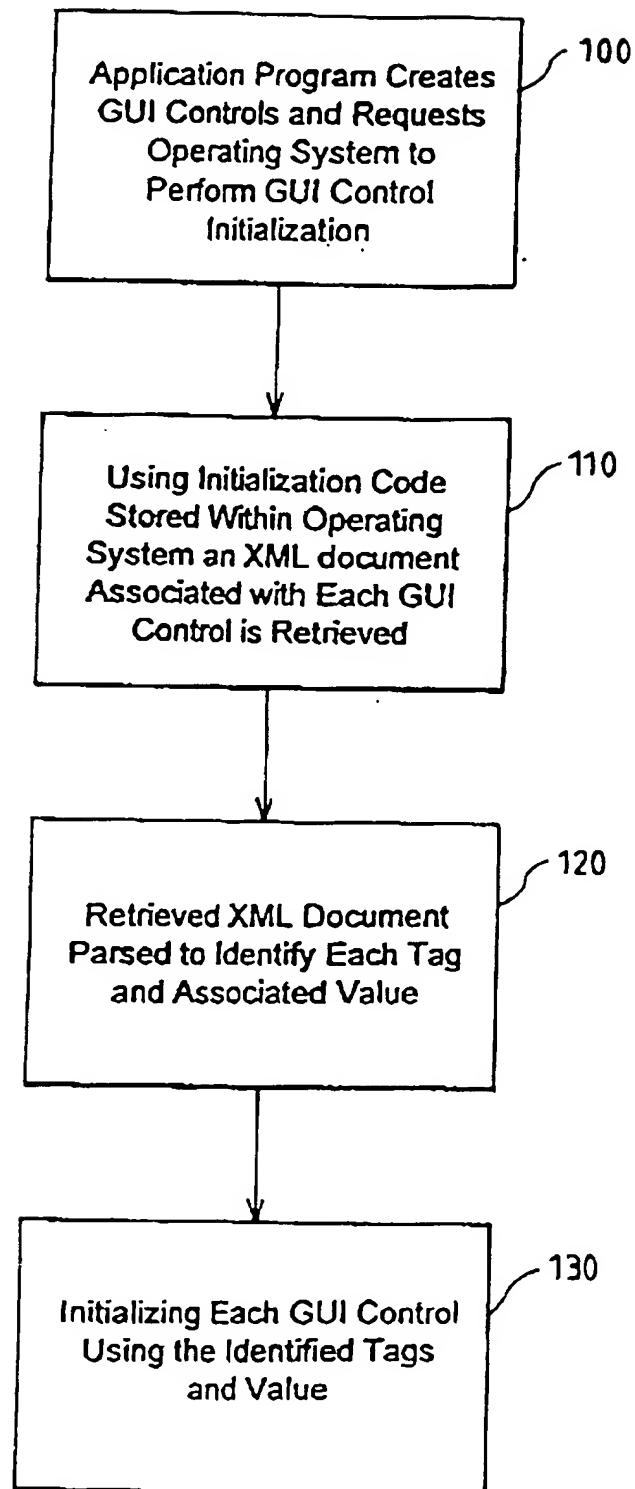 Application Program Creates
GUI Controls and Requests
Operating System to
Perform GUI Control
Initialization
100
Using Initialization Code
Stored Within Operating
System an XML document
Associated with Each GUI
Control is Retrieved
110
Retrieved XML Document
Parsed to Identify Each Tag
and Associated Value
120
Initializing Each GUI Control
Using the Identified Tags
and Value
130